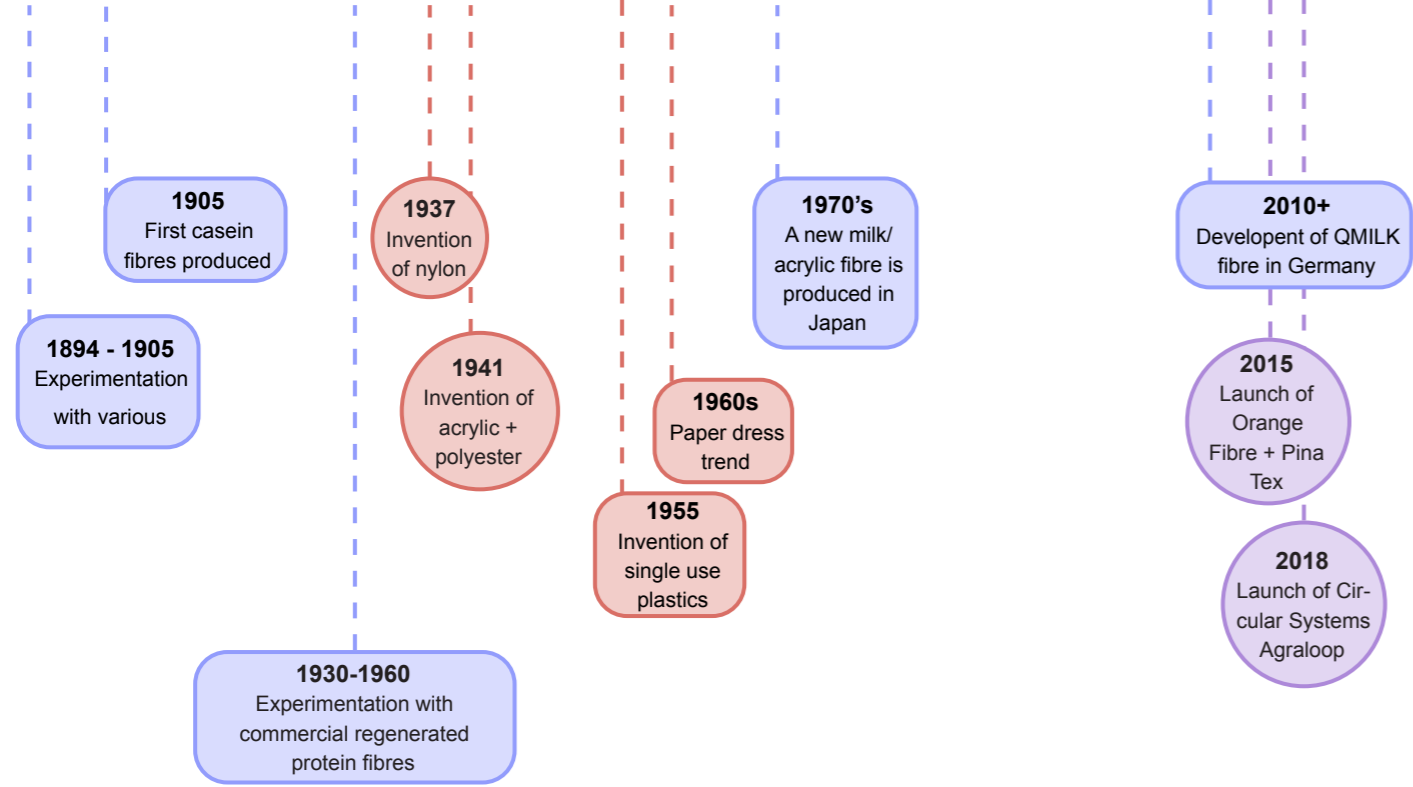 1905
First casein
fibres produced
1894 - 1905
Experimentation
with various
1930-1960
Experimentation with
commercial regenerated
protein fibres
1937
Invention
of nylon
1941
Invention of
acrylic +
polyester
1955
Invention of
single use
plastics
1960s
Paper dress
trend
1970’s
A new milk/
acrylic fibre is
produced in
Japan
2010+
Developent of QMILK
fibre in Germany
2015
Launch of
Orange
Fibre + Pina
Tex
2018
Launch of Cir-
cular Systems
Agraloop